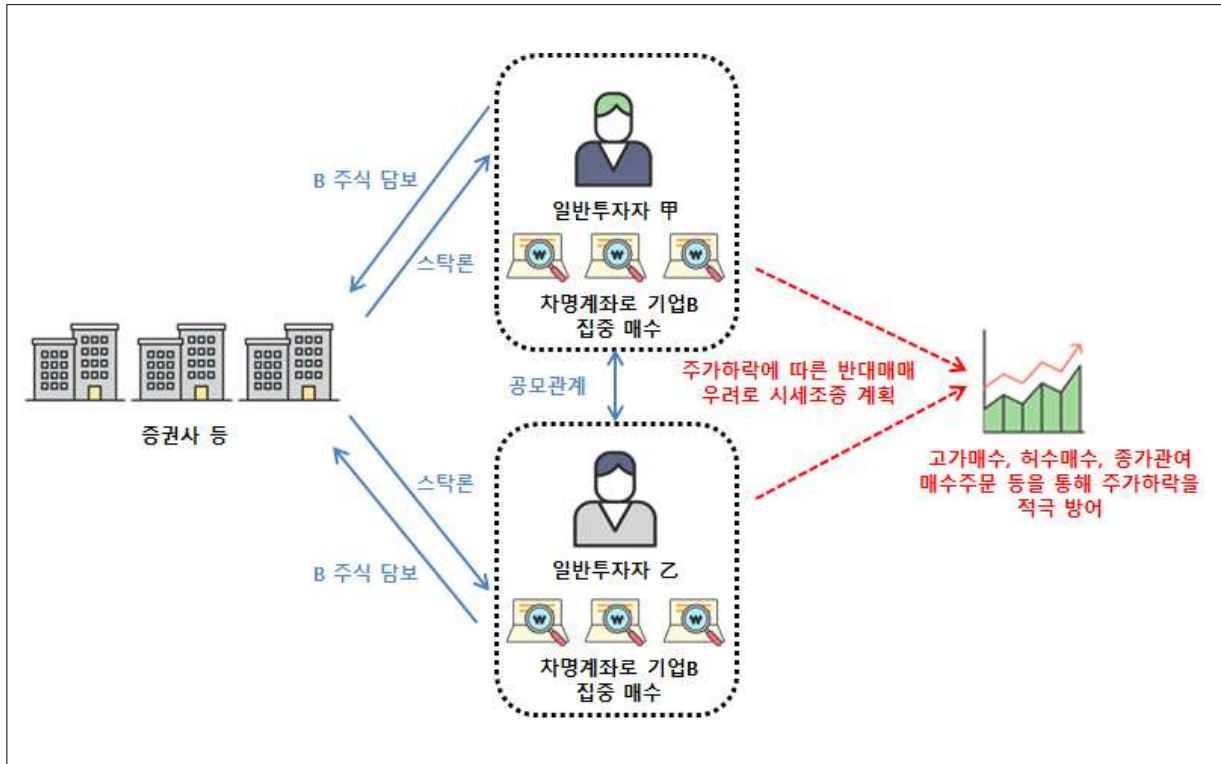 B 주식 담보
스탁론
일반투자자 甲
₩ ₩ ₩
차명계좌로 기업B
집중 매수
증권사 등
공모관계
주가하락에 따른 반대매매
우려로 시세조종 계획
고가매수, 허수매수, 종가관여
매수주문 등을 통해 주가하락을
적극 방어
스탁론
B 주식 담보
일반투자자 乙
₩ ₩ ₩
차명계좌로 기업B
집중 매수